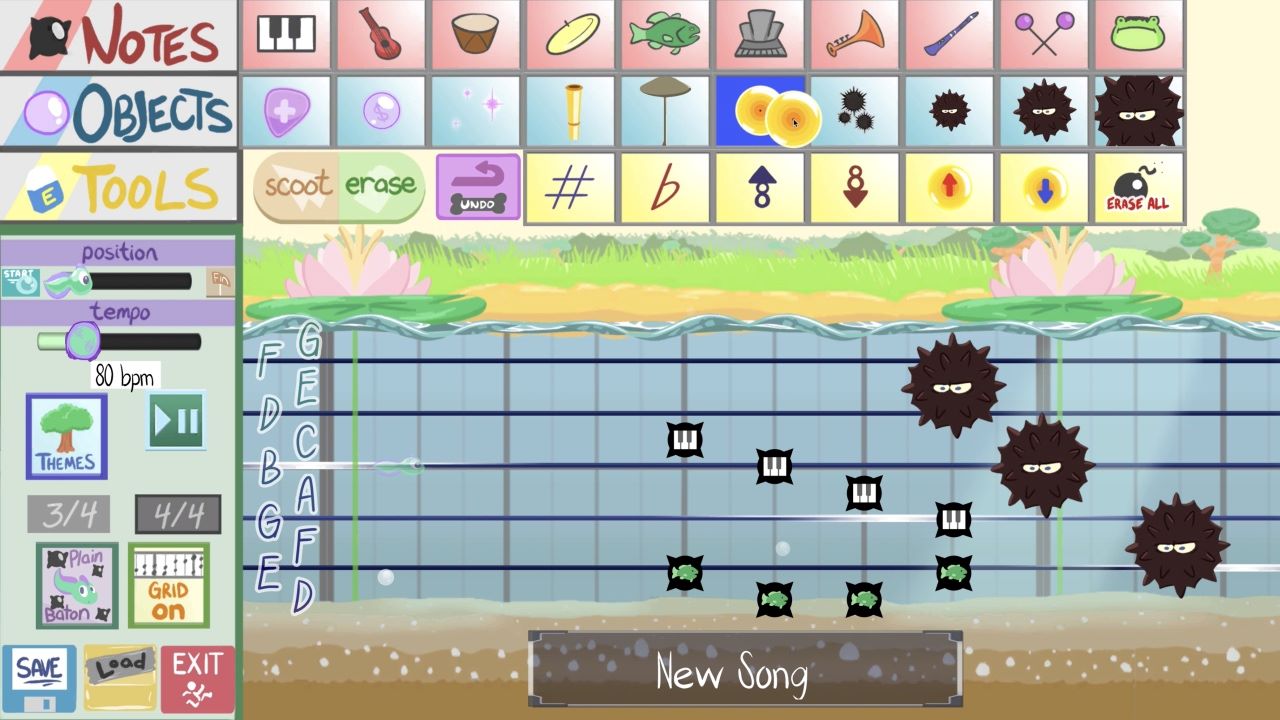 NOTES
OBJECTS
E TOOLS
scoot erase
UNDO
#
♭
8
8
ERASE ALL
position
START
Fin
tempo
80 bpm
THEMES
3/4
4/4
Plain
Baton
GRID
on
SAVE
Load
EXIT
G
F
E
D
C
B
A
G
F
E
D
New Song